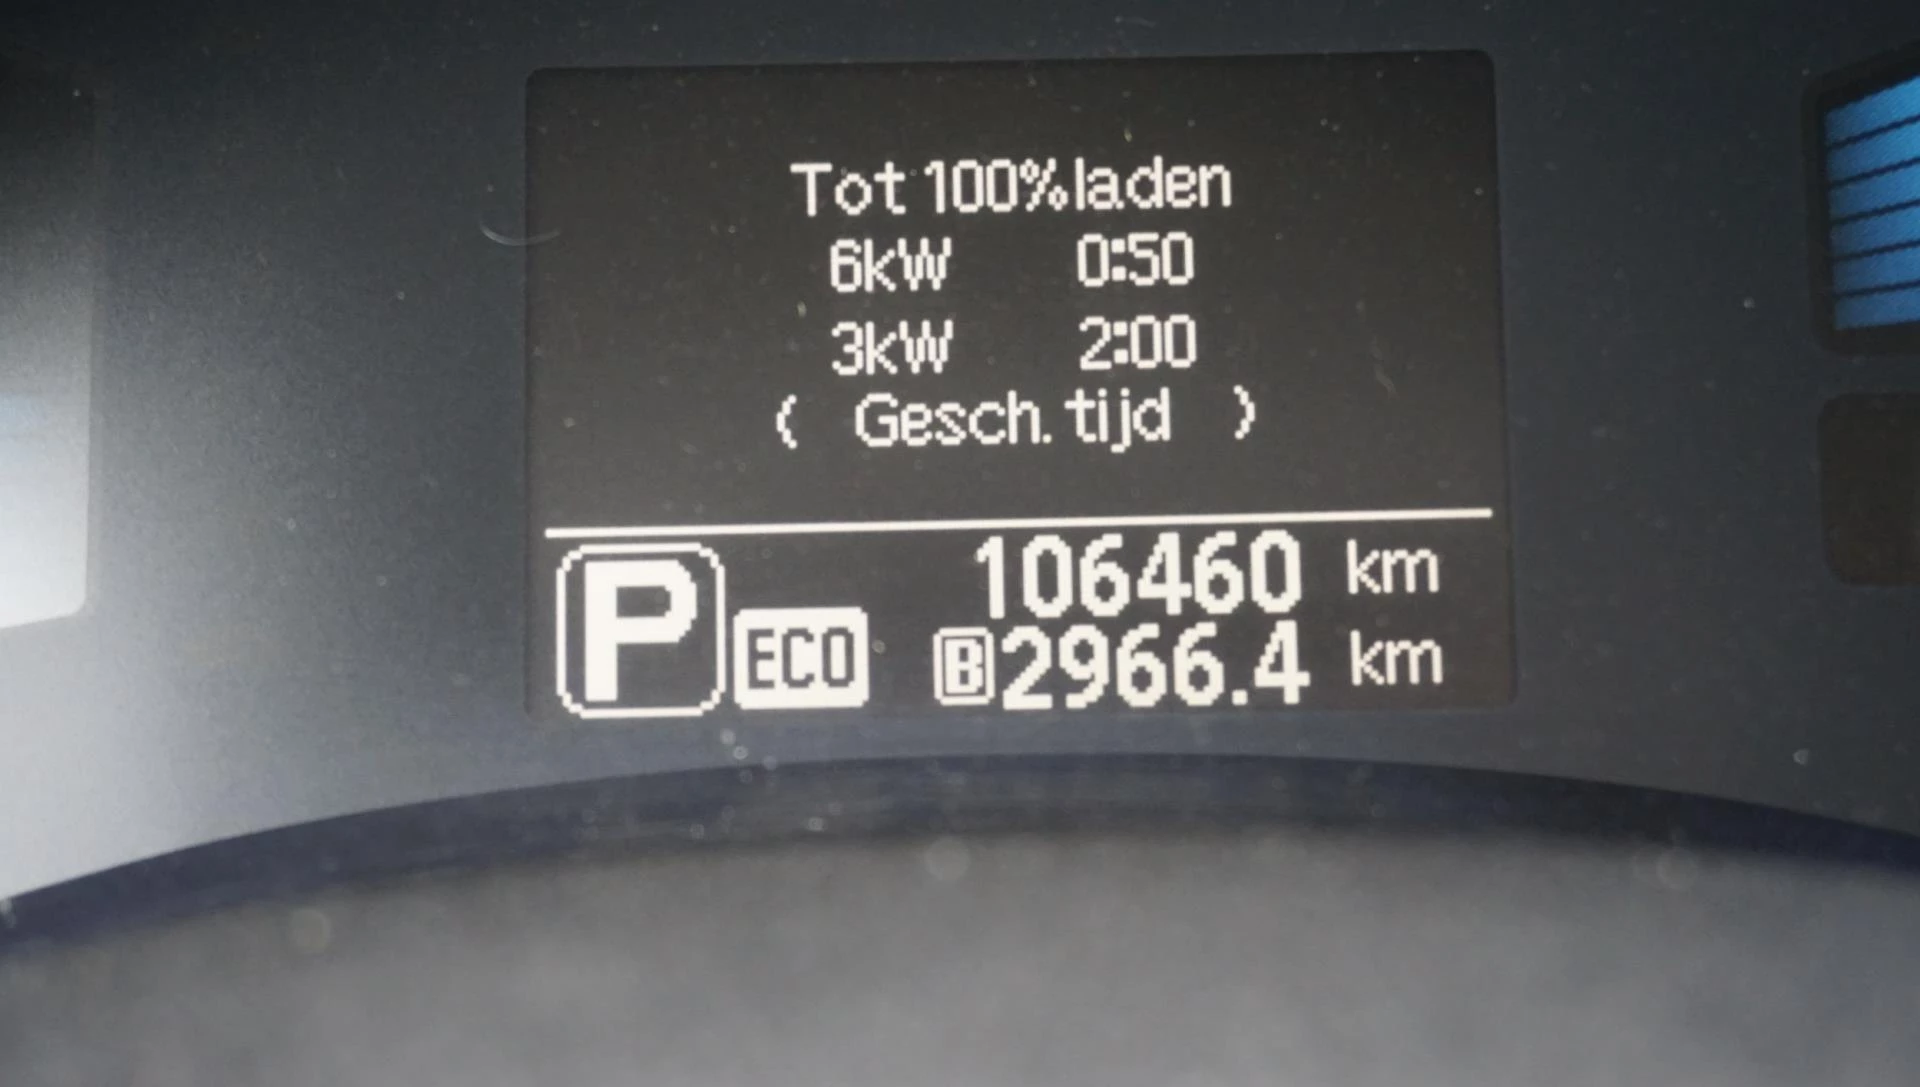 Tot 100% laden
6kW 0:50
3kW 2:00
( Gesch. tijd )
P ECO 106460 km
B 2966.4 km